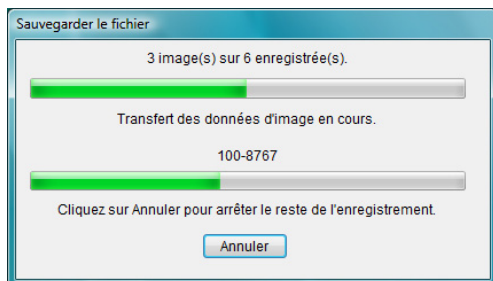 Sauvegarder le fichier
3 image(s) sur 6 enregistrée(s).
Transfert des données d'image en cours.
100-8767
Cliquez sur Annuler pour arrêter le reste de l'enregistrement.
Annuler